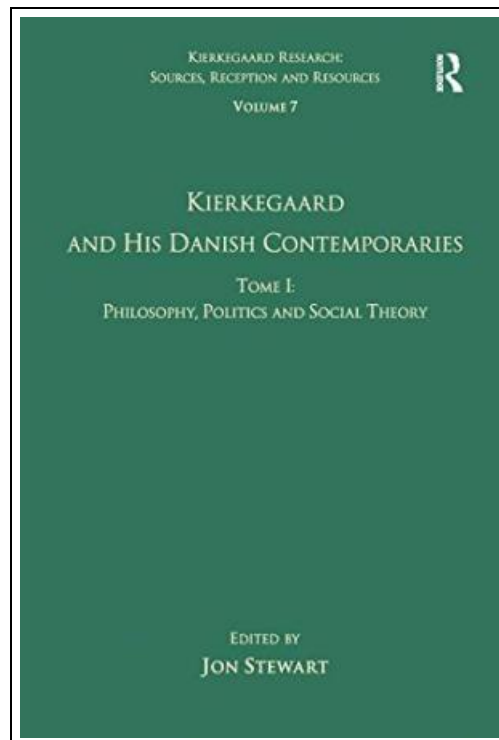 KIERKEGAARD RESEARCH:
SOURCES, RECEPTION AND RESOURCES
VOLUME 7
ROUTLEDGE
KIERKEGAARD
AND HIS DANISH CONTEMPORARIES
TOME I:
PHILOSOPHY, POLITICS AND SOCIAL THEORY
EDITED BY
JON STEWART